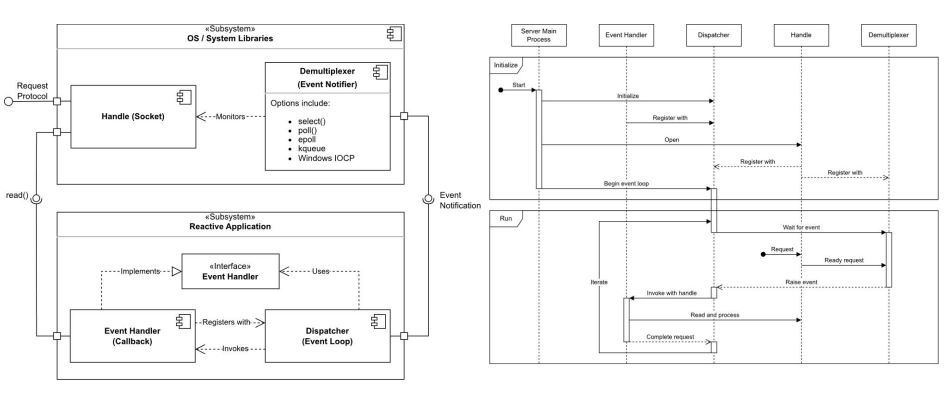 «Subsystem»
OS / System Libraries
Request
Protocol
Handle (Socket)
Monitors
Demultiplexer
(Event Notifier)
Options include:
• select()
• poll()
• epoll
• kqueue
• Windows IOCP
read()
Event
Notification
«Subsystem»
Reactive Application
Implements
«Interface»
Event Handler
Uses
Event Handler
(Callback)
Registers with
Invokes
Dispatcher
(Event Loop)
Server Main
Process
Event Handler
Dispatcher
Handle
Demultiplexer
Initialize
Start
Initialize
Register with
Open
Register with
Register with
Begin event loop
Run
Wait for event
Request
Ready request
Iterate
Raise event
Invoke with handle
Read and process
Complete request